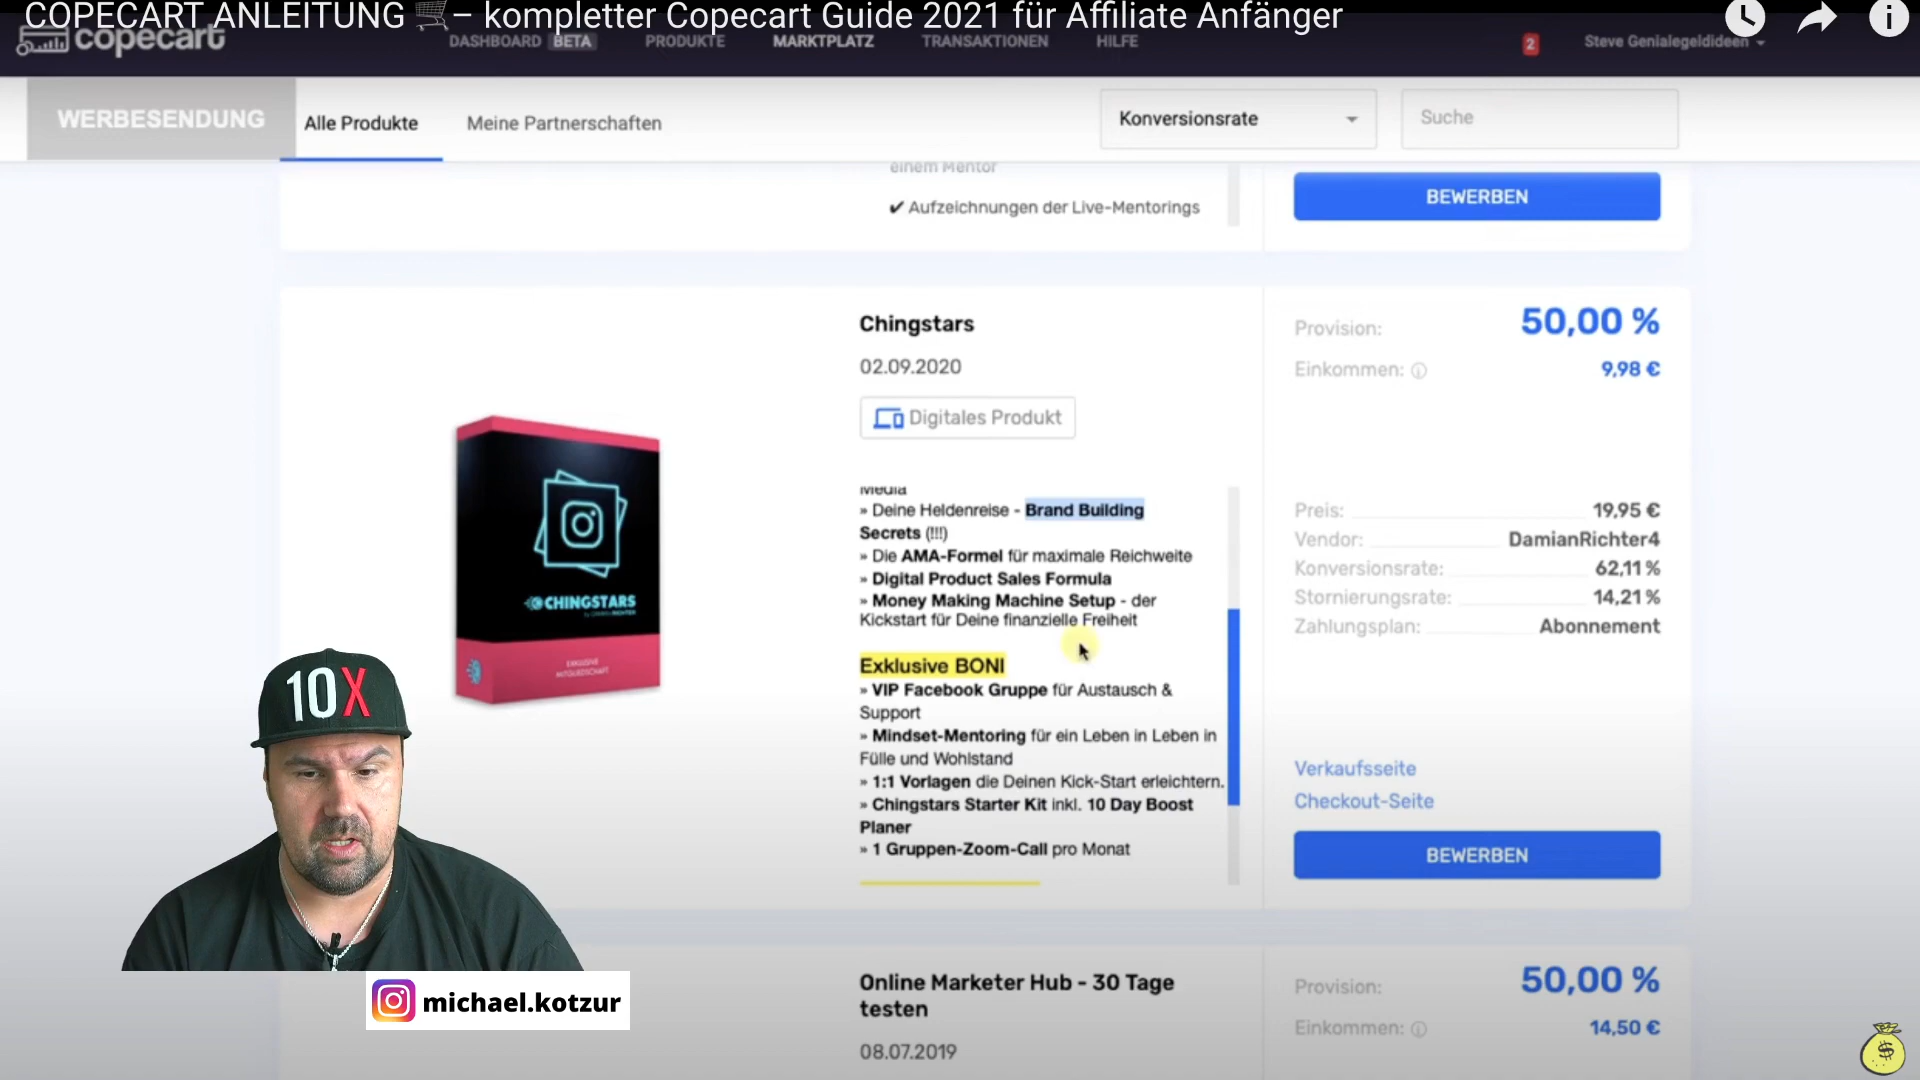 COPECART ANLEITUNG 🛒– kompletter Copecart Guide 2021 für Affiliate Anfänger
copecart
DASHBOARD BETA
PRODUKTE
MARKTPLATZ
TRANSAKTIONEN
HILFE
2
Steve Genialegeldideen
WERBESENDUNG
Alle Produkte
Meine Partnerschaften
Konversionsrate
Suche
einem Mentor
✔ Aufzeichnungen der Live-Mentorings
BEWERBEN
Chingstars
02.09.2020
Digitales Produkt
Media
» Deine Heldenreise - Brand Building
Secrets (!!!)
» Die AMA-Formel für maximale Reichweite
» Digital Product Sales Formula
» Money Making Machine Setup - der
Kickstart für Deine finanzielle Freiheit
Exklusive BONI
» VIP Facebook Gruppe für Austausch &
Support
» Mindset-Mentoring für ein Leben in Leben in
Fülle und Wohlstand
» 1:1 Vorlagen die Deinen Kick-Start erleichtern.
» Chingstars Starter Kit inkl. 10 Day Boost
Planer
» 1 Gruppen-Zoom-Call pro Monat
Provision: 50,00 %
Einkommen: 9,98 €
Preis: 19,95 €
Vendor: DamianRichter4
Konversionsrate: 62,11 %
Stornierungsrate: 14,21 %
Zahlungsplan: Abonnement
Verkaufsseite
Checkout-Seite
BEWERBEN
CHINGSTARS
EXKLUSIVE
MITGLIEDSCHAFT
10X
michael.kotzur
Online Marketer Hub - 30 Tage
testen
08.07.2019
Provision: 50,00 %
Einkommen: 14,50 €
$